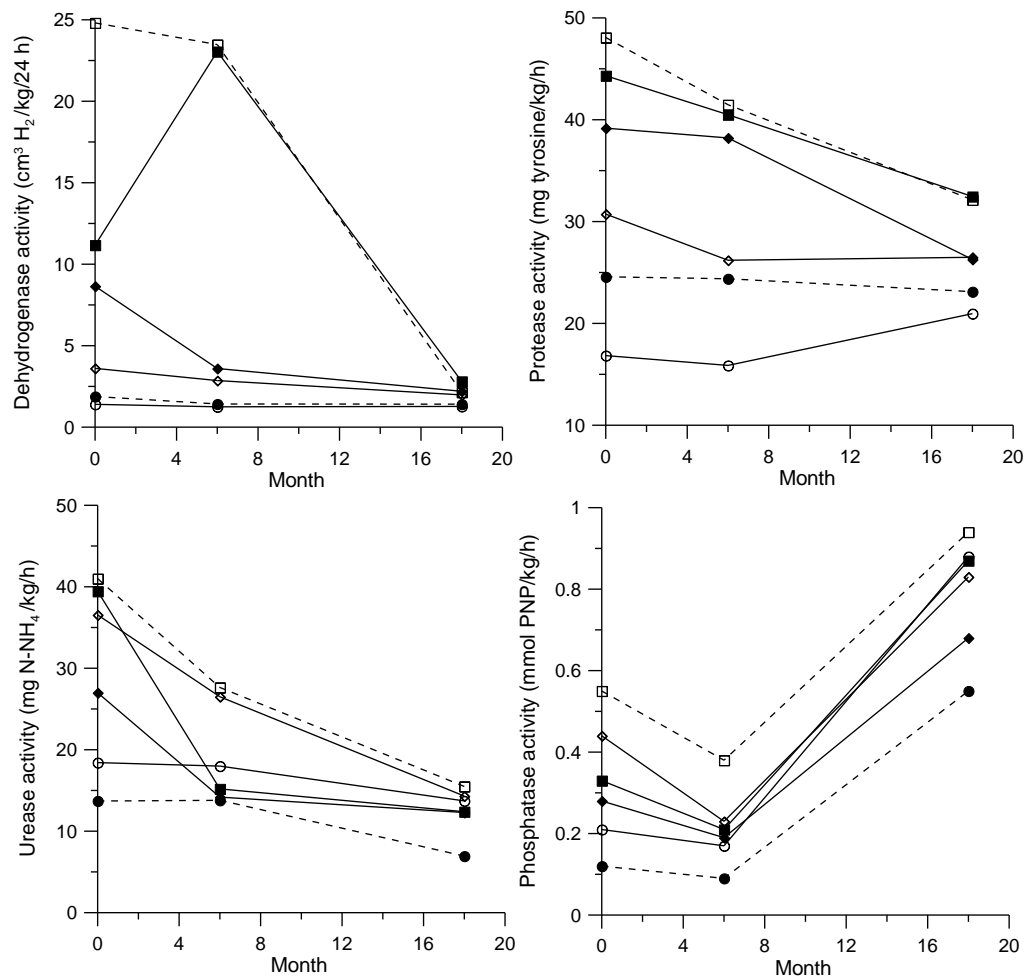 Dehydrogenase activity (cm³ H₂/kg/24 h)
25
20
15
10
5
0
0 4 8 12 16 20
Month
Protease activity (mg tyrosine/kg/h)
50
40
30
20
10
0 4 8 12 16 20
Month
Urease activity (mg N-NH₄/kg/h)
50
40
30
20
10
0
0 4 8 12 16 20
Month
Phosphatase activity (mmol PNP/kg/h)
1
0.8
0.6
0.4
0.2
0
0 4 8 12 16 20
Month